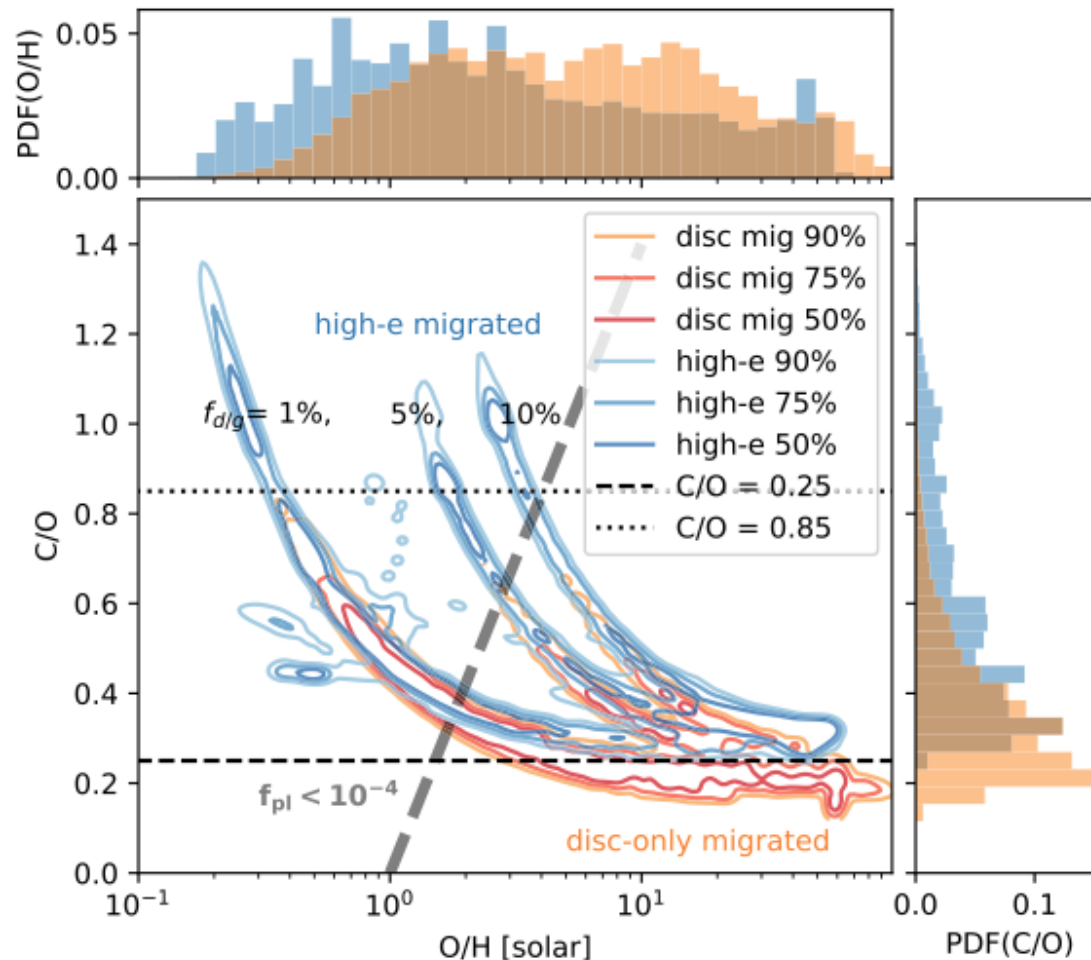 PDF(O/H)
0.05
0.00
C/O
1.4
1.2
1.0
0.8
0.6
0.4
0.2
0.0
disc mig 90%
disc mig 75%
disc mig 50%
high-e 90%
high-e 75%
high-e 50%
C/O = 0.25
C/O = 0.85
high-e migrated
f_{d/g} = 1%, 5%, 10%
f_{pl} < 10^{-4}
disc-only migrated
10^{-1} 10^{0} 10^{1}
O/H [solar]
0.0 0.1
PDF(C/O)